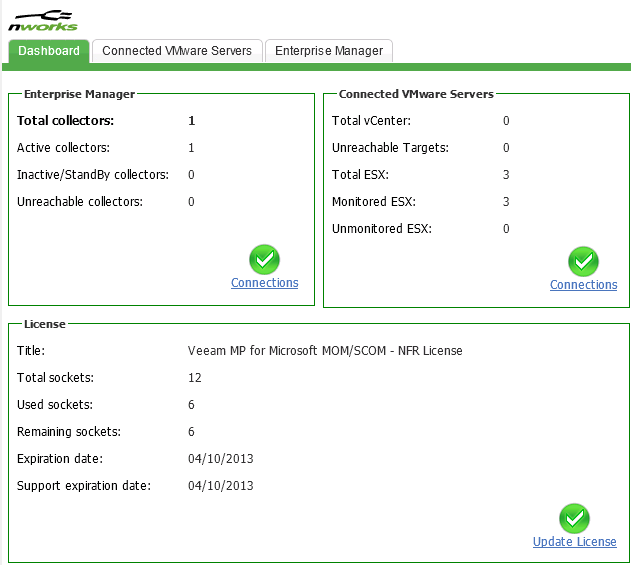 nworks
Dashboard Connected VMware Servers Enterprise Manager
Enterprise Manager
Total collectors: 1
Active collectors: 1
Inactive/StandBy collectors: 0
Unreachable collectors: 0
Connections
Connected VMware Servers
Total vCenter: 0
Unreachable Targets: 0
Total ESX: 3
Monitored ESX: 3
Unmonitored ESX: 0
Connections
License
Title: Veeam MP for Microsoft MOM/SCOM - NFR License
Total sockets: 12
Used sockets: 6
Remaining sockets: 6
Expiration date: 04/10/2013
Support expiration date: 04/10/2013
Update License